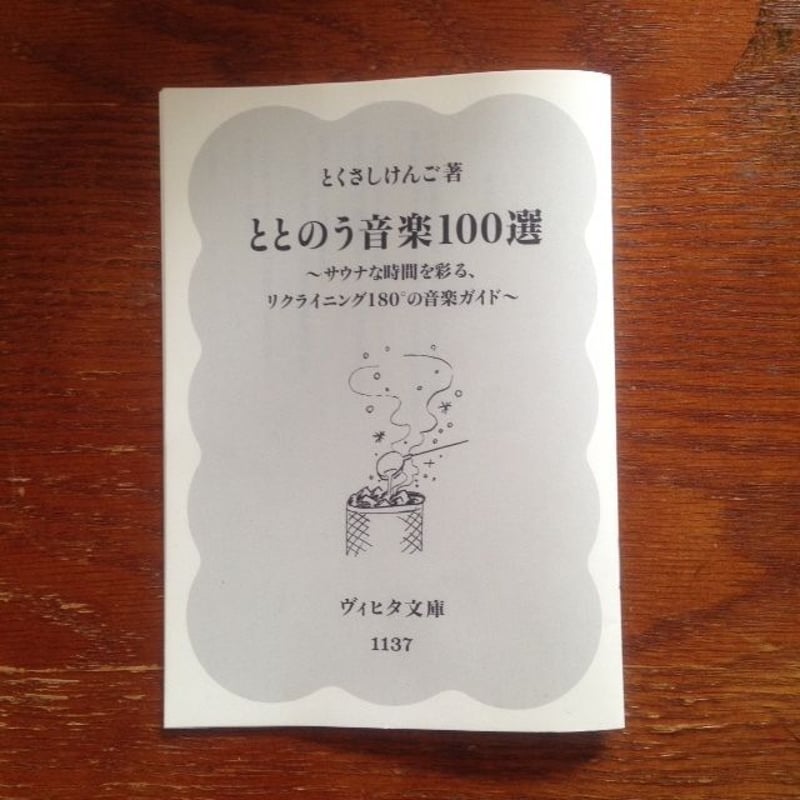 とくさしけんご著
ととのう音楽100選
～サウナな時間を彩る、
リクライニング180°の音楽ガイド～
ヴィヒタ文庫
1137